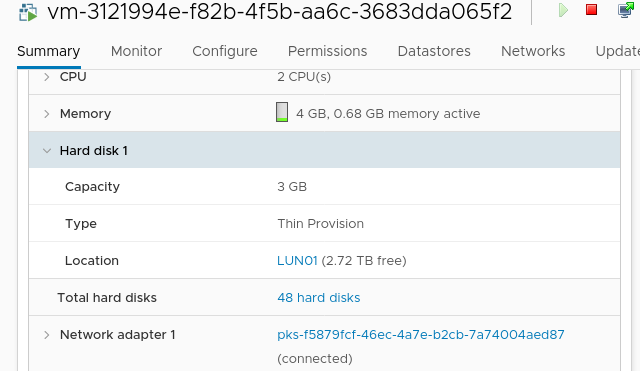 vm-3121994e-f82b-4f5b-aa6c-3683dda065f2
Summary Monitor Configure Permissions Datastores Networks Update
CPU 2 CPU(s)
Memory 4 GB, 0.68 GB memory active
Hard disk 1
Capacity 3 GB
Type Thin Provision
Location LUN01 (2.72 TB free)
Total hard disks 48 hard disks
Network adapter 1 pks-f5879fcf-46ec-4a7e-b2cb-7a74004aed87
(connected)